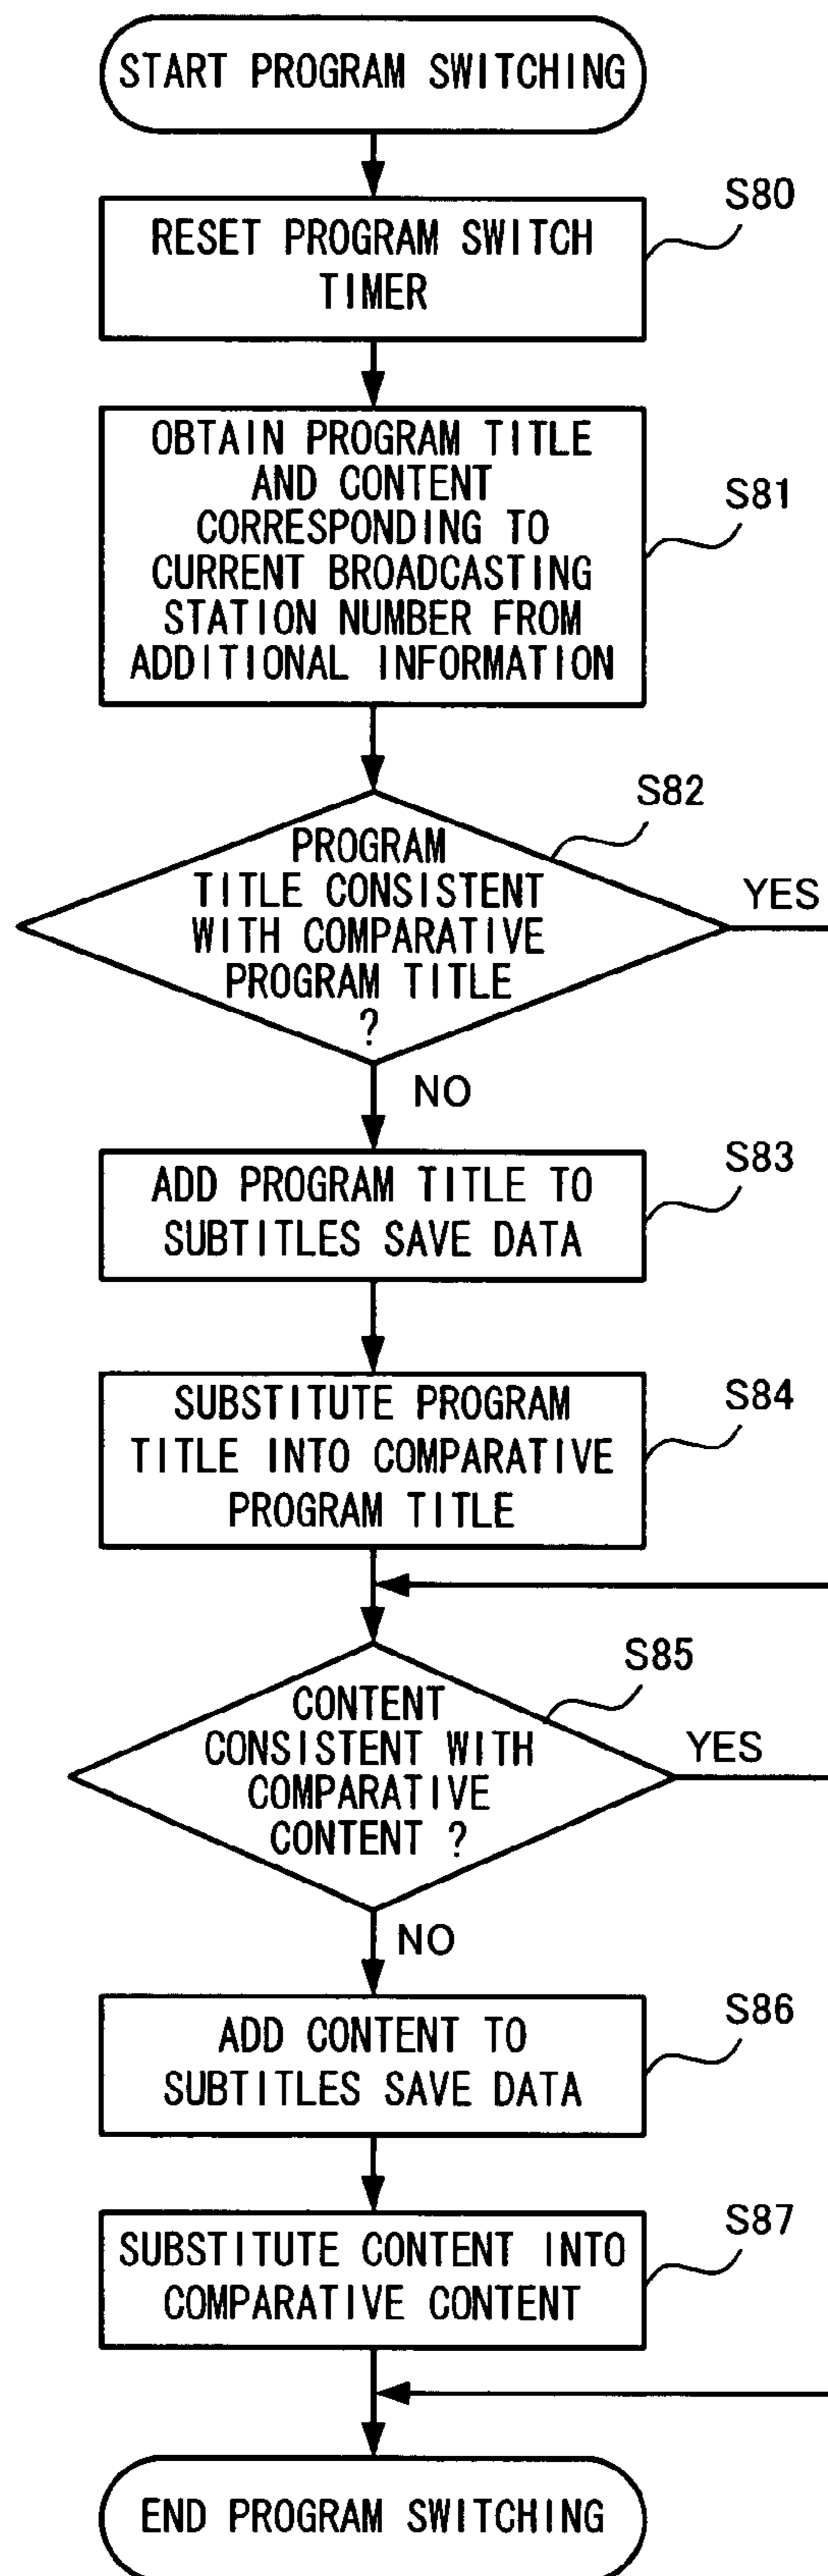 START PROGRAM SWITCHING
S80
RESET PROGRAM SWITCH
TIMER
OBTAIN PROGRAM TITLE
AND CONTENT
S81
CORRESPONDING TO
CURRENT BROADCASTING
STATION NUMBER FROM
ADDITIONAL INFORMATION
S82
PROGRAM
TITLE CONSISTENT
YES
WITH COMPARATIVE
PROGRAM TITLE
?
NO
S83
ADD PROGRAM TITLE TO
SUBTITLES SAVE DATA
S84
SUBSTITUTE PROGRAM
TITLE INTO COMPARATIVE
PROGRAM TITLE
S85
CONTENT
CONSISTENT WITH
YES
COMPARATIVE
CONTENT ?
NO
S86
ADD CONTENT TO
SUBTITLES SAVE DATA
S87
SUBSTITUTE CONTENT INTO
COMPARATIVE CONTENT
END PROGRAM SWITCHING